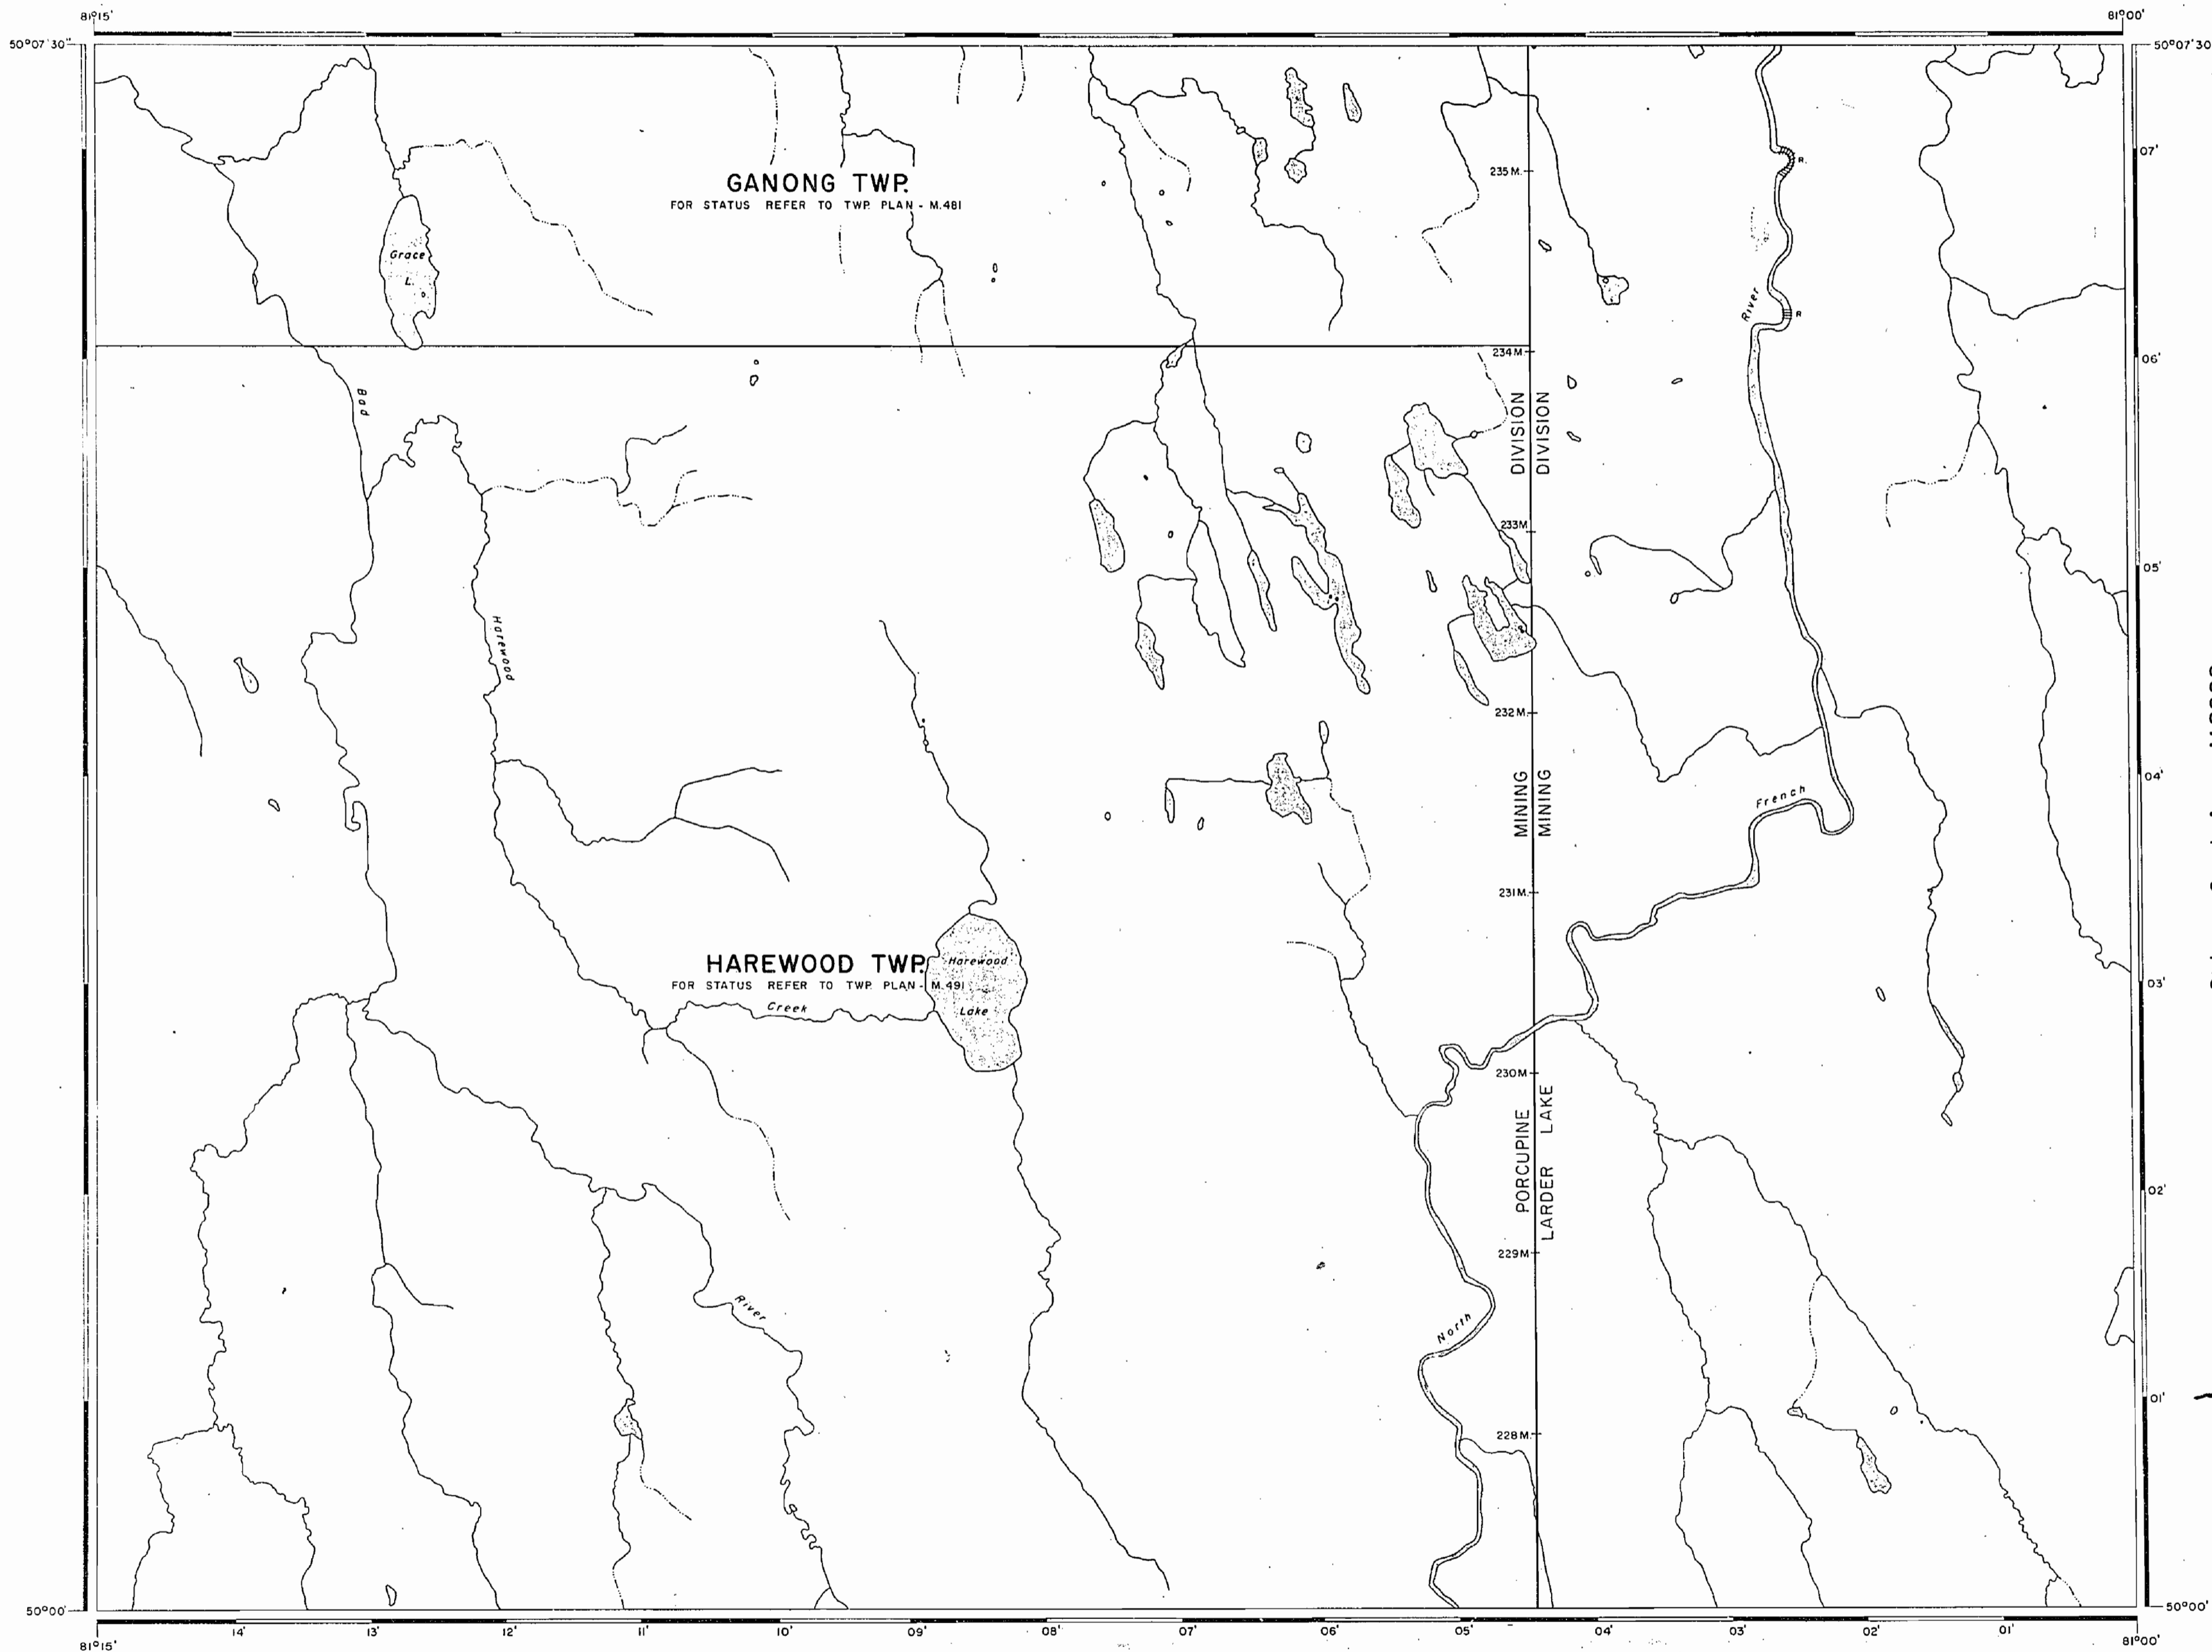 81°15'
81°00'
50°07'30"
50°07'30
07'
06'
05'
04'
03'
02'
01'
GANONG TWP.
FOR STATUS REFER TO TWP. PLAN - M.481
Grace
L.
R.
River
R
235M.
234M
Bad
DIVISION
DIVISION
233M
Harewood
232M.
MINING
MINING
French
231M.
HAREWOOD TWP.
FOR STATUS REFER TO TWP. PLAN - M.491
Harewood
Lake
Creek
230M
PORCUPINE
LARDER LAKE
229M
River
North
228M.
50°00'
50°00'
81°15'
14'
13'
12'
11'
10'
09'
08'
07'
06'
05'
04'
03'
02'
01'
81°00'